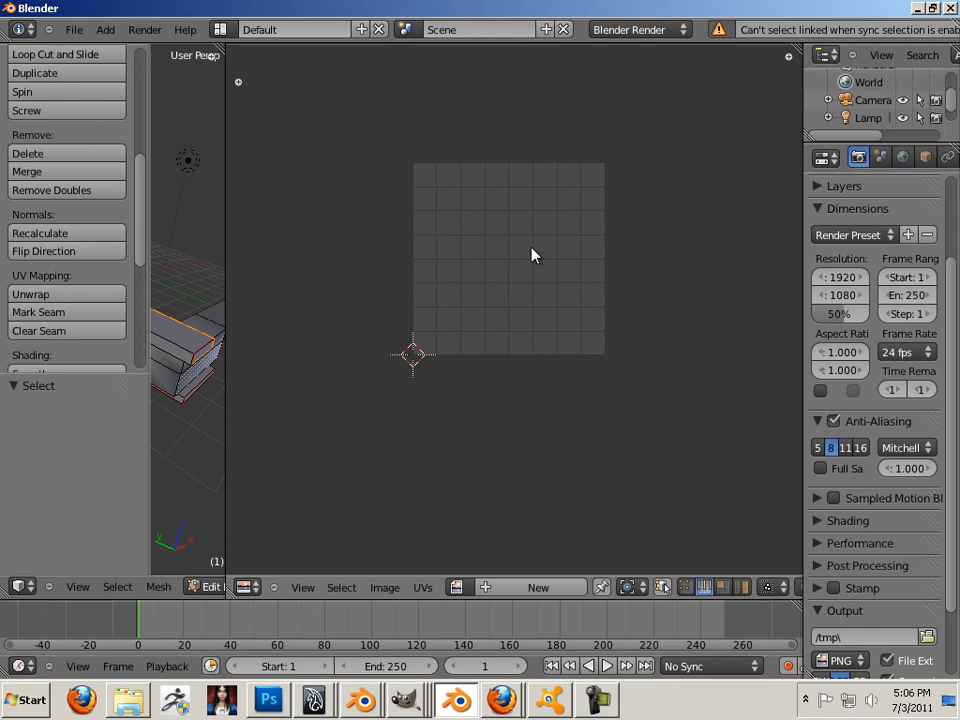 Blender
File Add Render Help Default Scene Blender Render Can't select linked when sync selection is enab
Loop Cut and Slide
Duplicate
Spin
Screw
Remove:
Delete
Merge
Remove Doubles
Normals:
Recalculate
Flip Direction
UV Mapping:
Unwrap
Mark Seam
Clear Seam
Shading:
Select
User Persp
(1)
View Select Mesh Edit
View Select Image UVs New
View Search
World
Camera
Lamp
Layers
Dimensions
Render Preset
Resolution: Frame Rang
1920 Start: 1
1080 En: 250
50% Step: 1
Aspect Rati Frame Rate
1.000 24 fps
1.000 Time Rema
1 1
Anti-Aliasing
5 8 11 16 Mitchell
Full Sa 1.000
Sampled Motion Bl
Shading
Performance
Post Processing
Stamp
Output
/tmp\
PNG File Ext
-40 -20 0 20 40 60 80 100 120 140 160 180 200 220 240 260
View Frame Playback Start: 1 End: 250 1 No Sync
Start 5:06 PM
7/3/2011